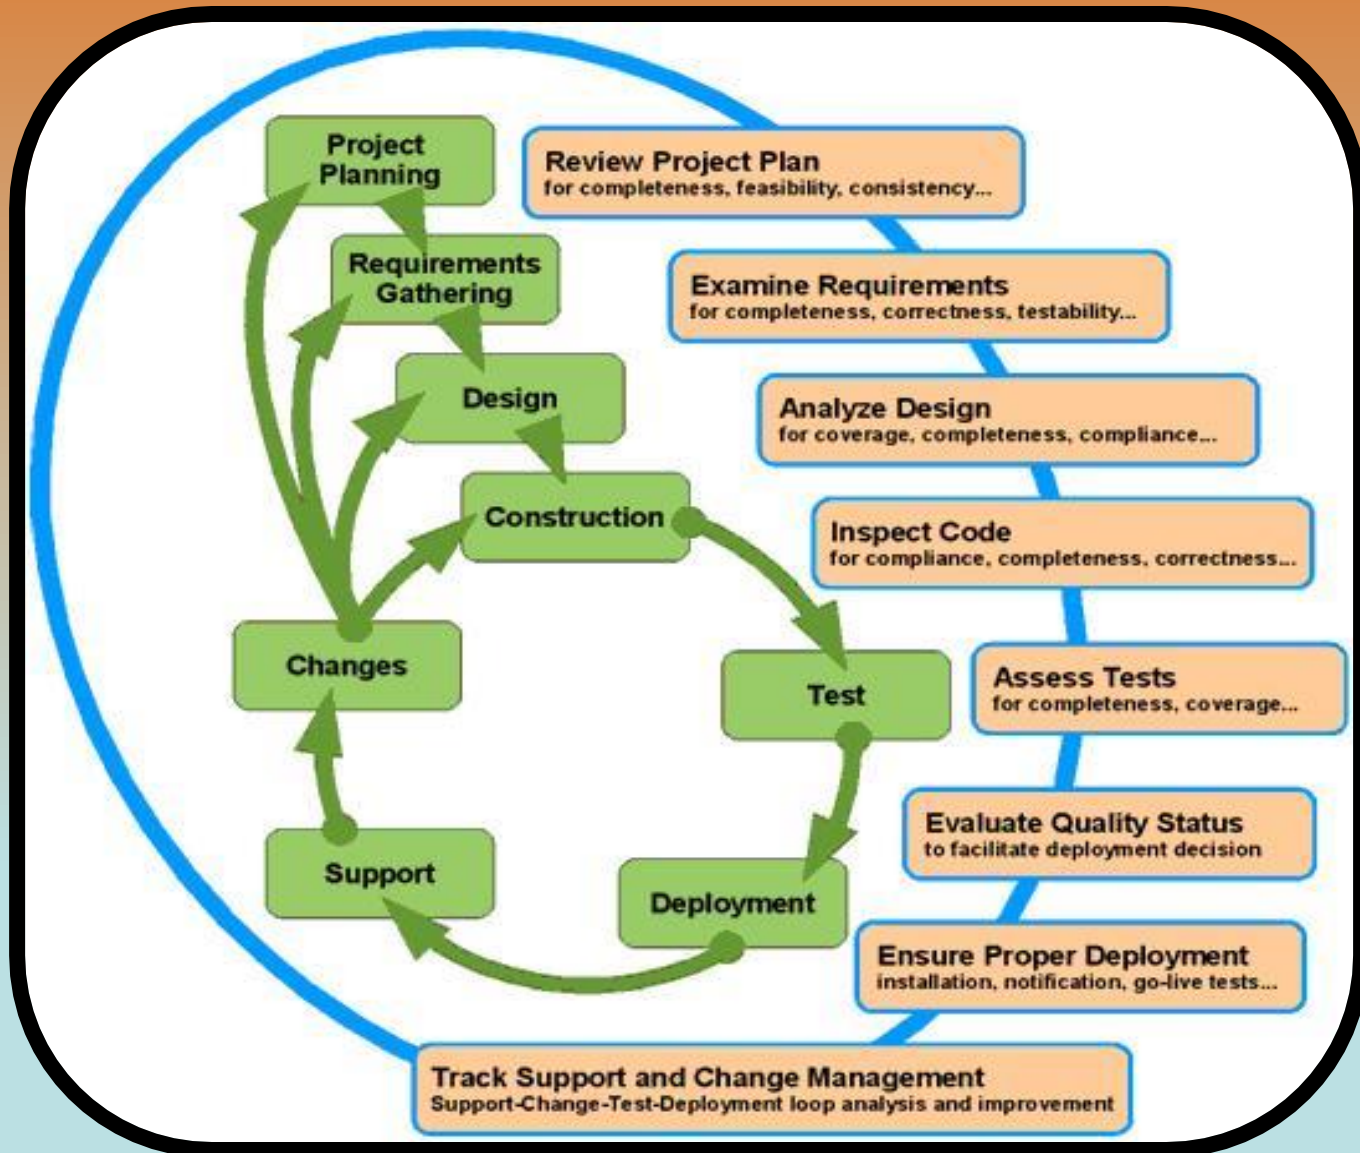 Project
Planning
Requirements
Gathering
Design
Construction
Changes
Test
Support
Deployment
Review Project Plan
for completeness, feasibility, consistency...
Examine Requirements
for completeness, correctness, testability...
Analyze Design
for coverage, completeness, compliance...
Inspect Code
for compliance, completeness, correctness...
Assess Tests
for completeness, coverage...
Evaluate Quality Status
to facilitate deployment decision
Ensure Proper Deployment
installation, notification, go-live tests...
Track Support and Change Management
Support-Change-Test-Deployment loop analysis and improvement